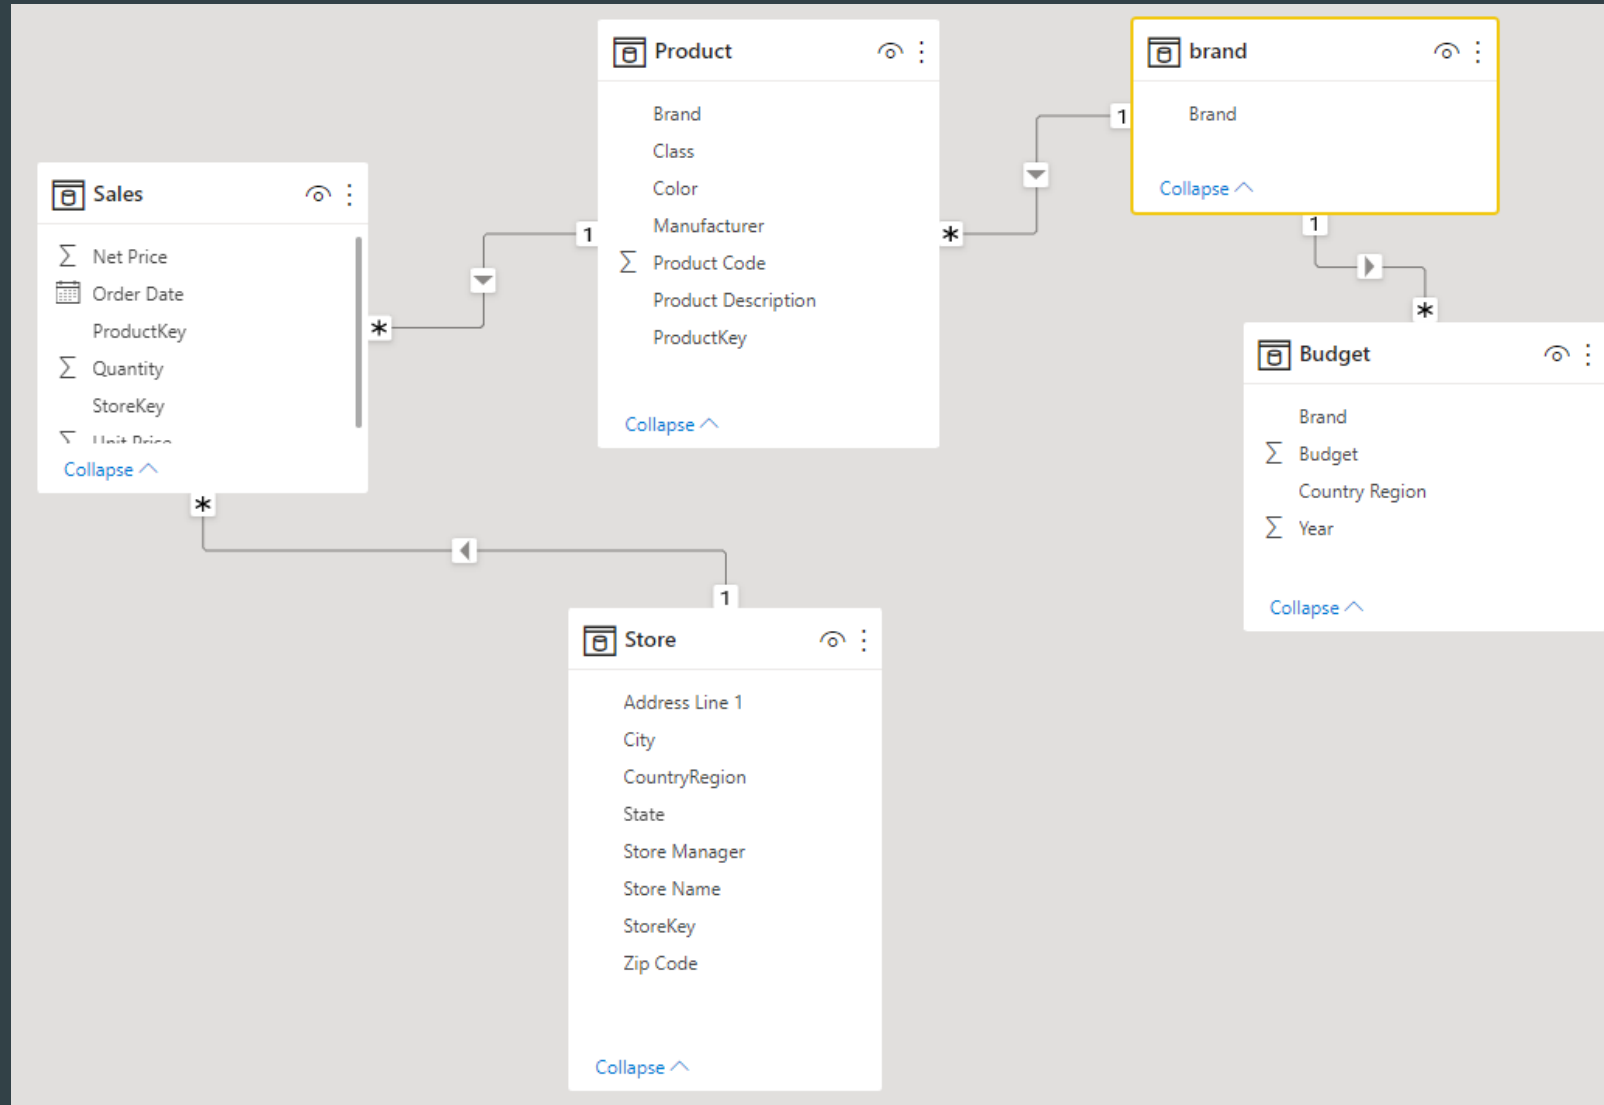 Product
Brand
Class
Color
Manufacturer
Product Code
Product Description
ProductKey
Collapse
brand
Brand
Collapse
1
*
1
*
1
*
Sales
Net Price
Order Date
ProductKey
Quantity
StoreKey
Unit Price
Collapse
*
1
Budget
Brand
Budget
Country Region
Year
Collapse
Store
Address Line 1
City
CountryRegion
State
Store Manager
Store Name
StoreKey
Zip Code
Collapse